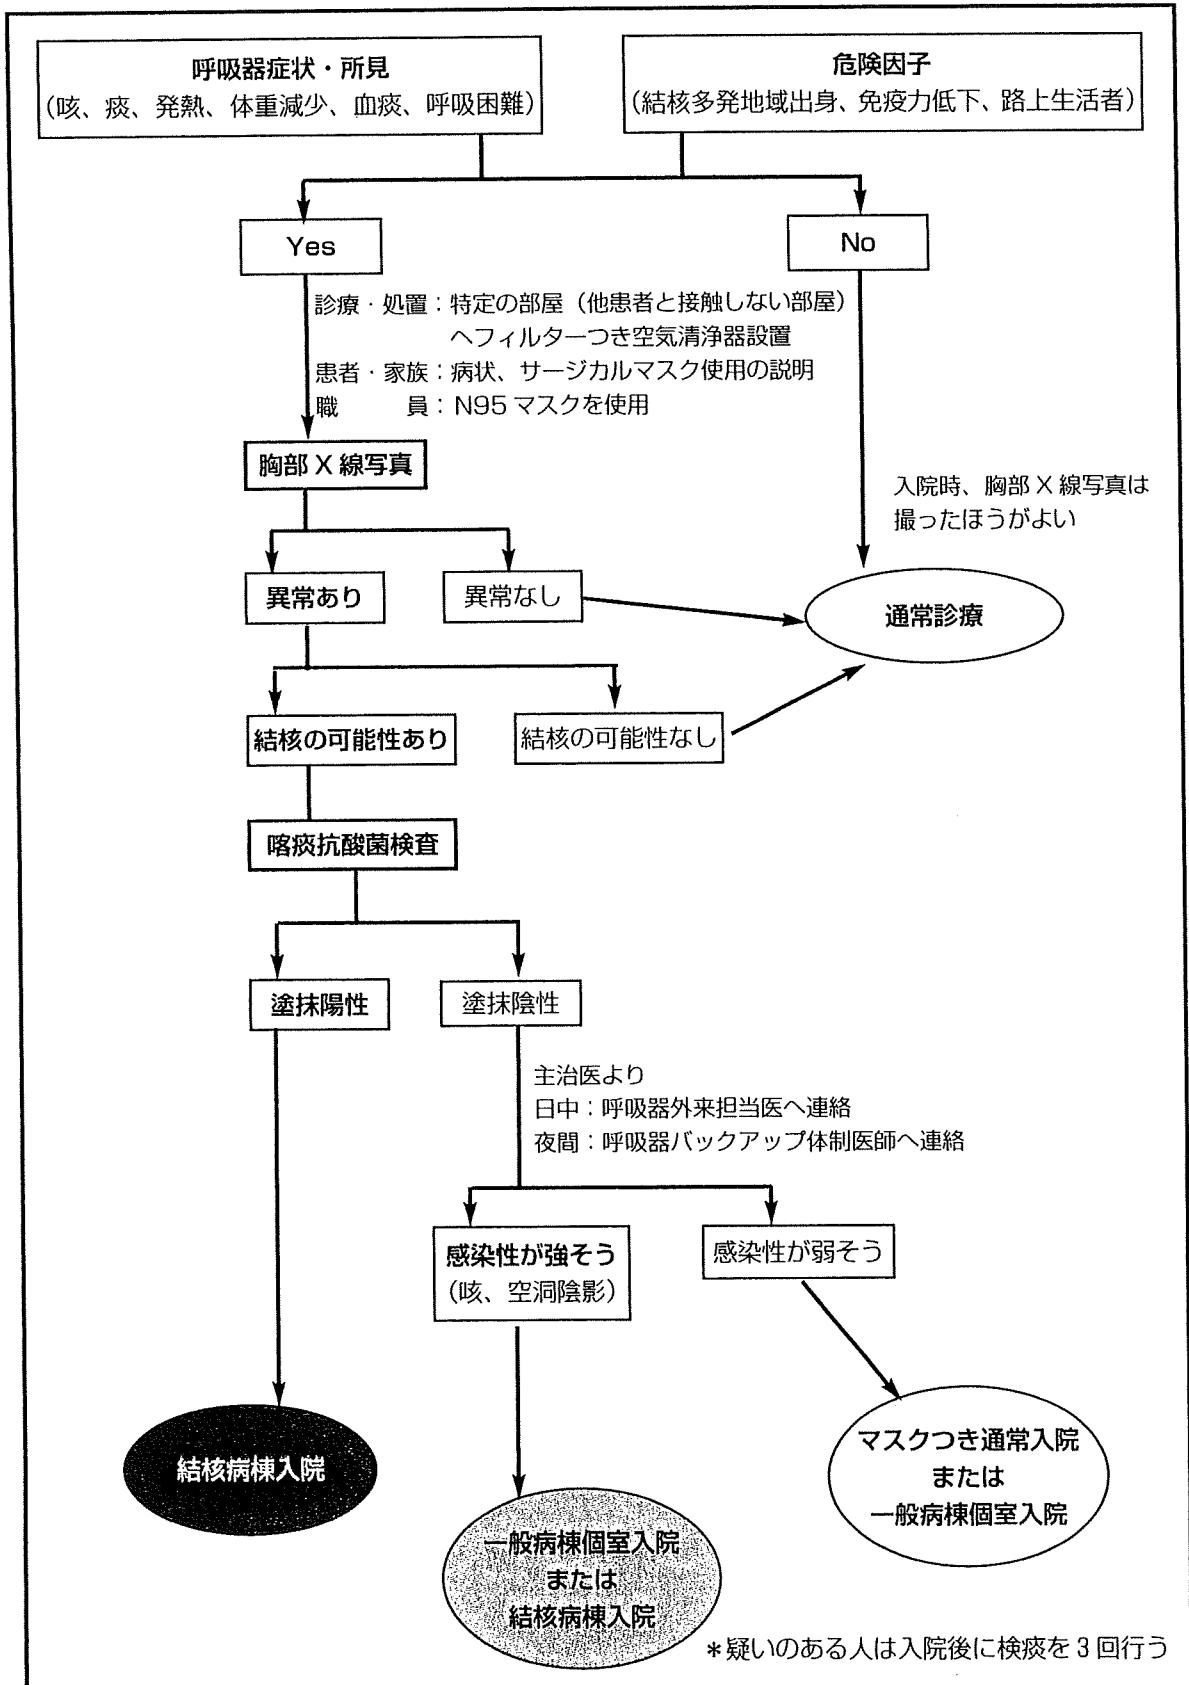 呼吸器症状・所見
（咳、痰、発熱、体重減少、血痰、呼吸困難）
危険因子
（結核多発地域出身、免疫力低下、路上生活者）
Yes
No
診療・処置：特定の部屋（他患者と接触しない部屋）
へフィルターつき空気清浄器設置
患者・家族：病状、サージカルマスク使用の説明
職　　員：N95マスクを使用
胸部X線写真
入院時、胸部X線写真は
撮ったほうがよい
異常あり
異常なし
通常診療
結核の可能性あり
結核の可能性なし
喀痰抗酸菌検査
塗抹陽性
塗抹陰性
主治医より
日中：呼吸器外来担当医へ連絡
夜間：呼吸器バックアップ体制医師へ連絡
感染性が強そう
（咳、空洞陰影）
感染性が弱そう
結核病棟入院
マスクつき通常入院
または
一般病棟個室入院
一般病棟個室入院
または
結核病棟入院
＊疑いのある人は入院後に検痰を3回行う